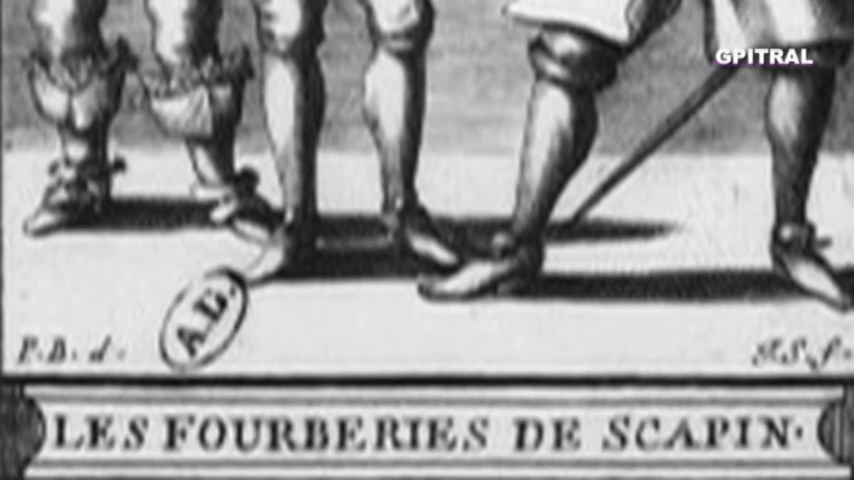 GPITRAL
A.D.
P.B. d.
J.S. f.
LES FOURBERIES DE SCAPIN.